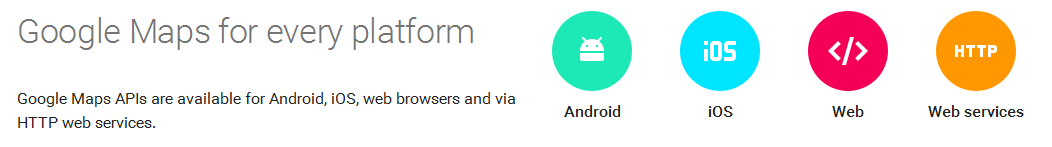 Google Maps for every platform
Google Maps APIs are available for Android, iOS, web browsers and via
HTTP web services.
iOS
</>
HTTP
Android
iOS
Web
Web services